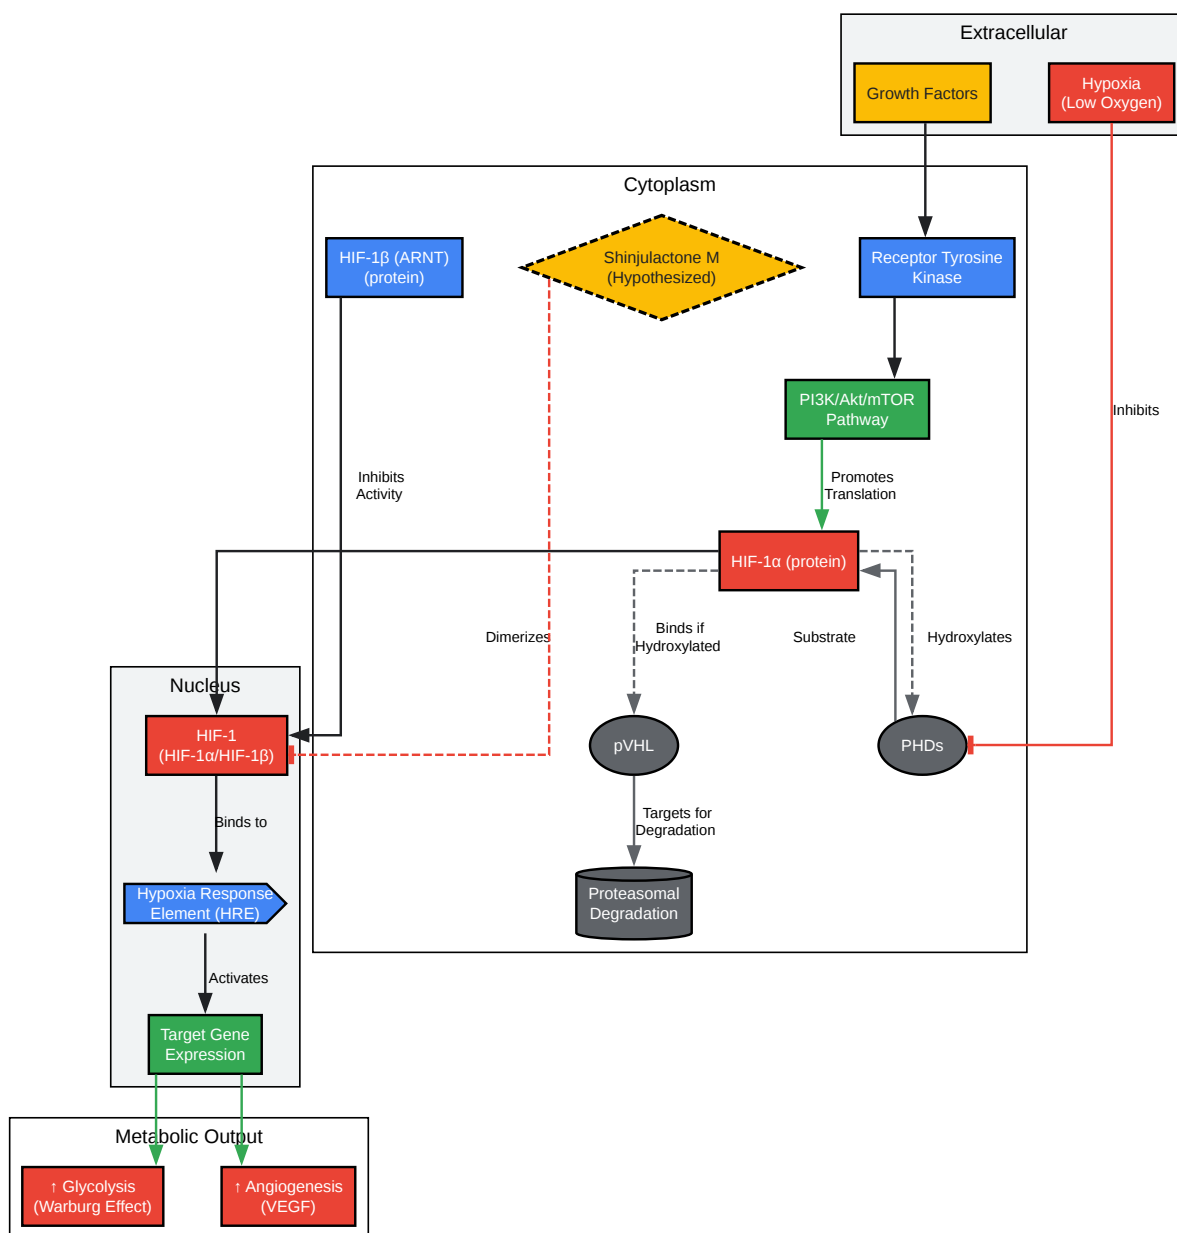 Extracellular
Growth Factors
Hypoxia
(Low Oxygen)
Cytoplasm
HIF-1β (ARNT)
(protein)
Shinjulactone M
(Hypothesized)
Receptor Tyrosine
Kinase
PI3K/Akt/mTOR
Pathway
Inhibits
Inhibits
Activity
Promotes
Translation
HIF-1α (protein)
Dimerizes
Binds if
Hydroxylated
Substrate
Hydroxylates
Nucleus
HIF-1
(HIF-1α/HIF-1β)
pVHL
PHDs
Binds to
Targets for
Degradation
Hypoxia Response
Element (HRE)
Proteasomal
Degradation
Activates
Target Gene
Expression
Metabolic Output
↑ Glycolysis
(Warburg Effect)
↑ Angiogenesis
(VEGF)